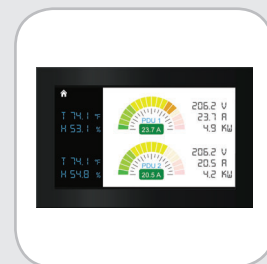 T 74.1 °F
H 53.1 %
PDU 1
23.7 A
206.2 V
23.7 A
4.9 KW
T 74.1 °F
H 54.8 %
PDU 2
20.5 A
206.2 V
20.5 A
4.2 KW